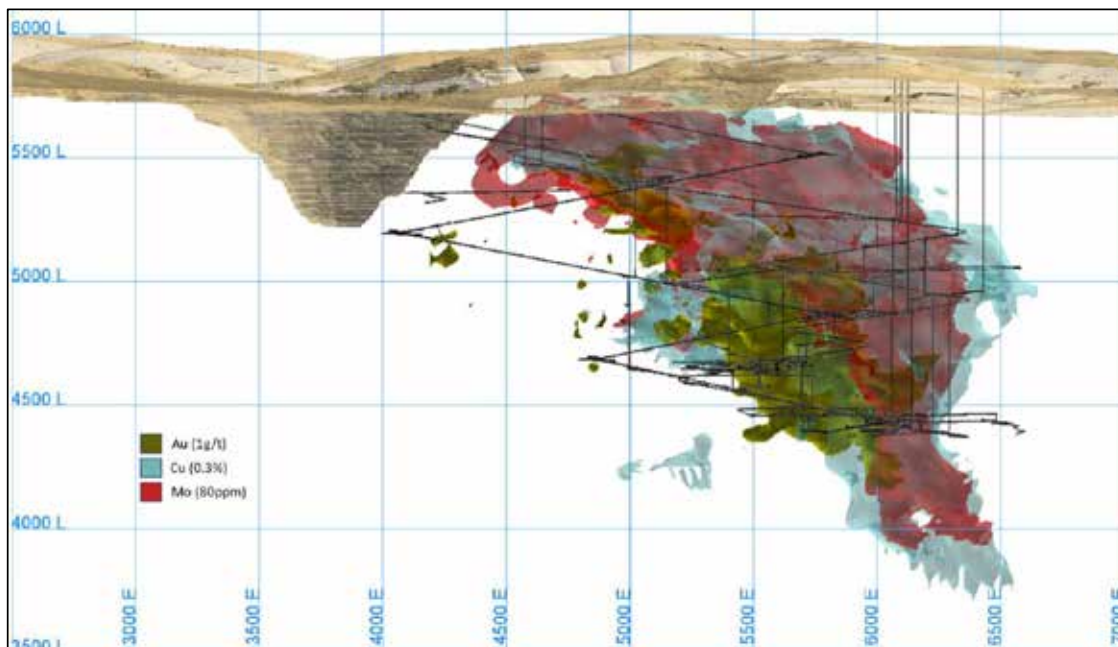 6000 L
5500 L
5000 L
4500 L
Au (1g/t)
Cu (0.3%)
Mo (80ppm)
4000 L
3500 L
3000 E
3500 E
4000 E
4500 E
5000 E
5500 E
6000 E
6500 E
7000 E